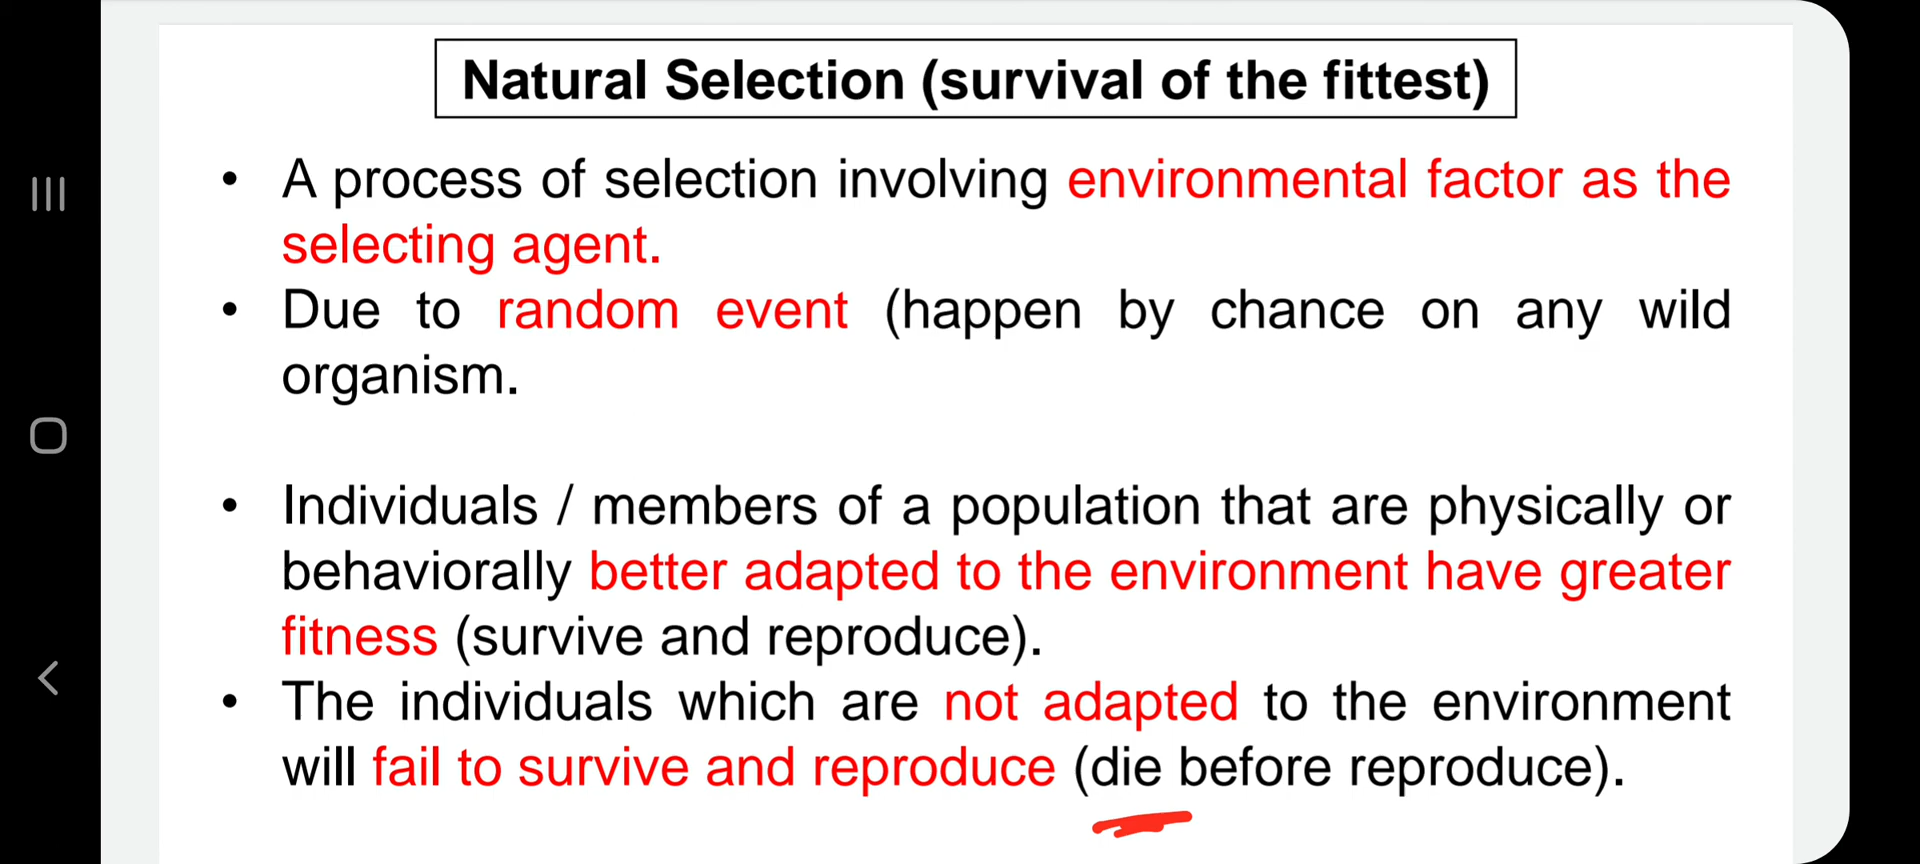 Natural Selection (survival of the fittest)
• A process of selection involving environmental factor as the
selecting agent.
• Due to random event (happen by chance on any wild
organism.
• Individuals / members of a population that are physically or
behaviorally better adapted to the environment have greater
fitness (survive and reproduce).
• The individuals which are not adapted to the environment
will fail to survive and reproduce (die before reproduce).